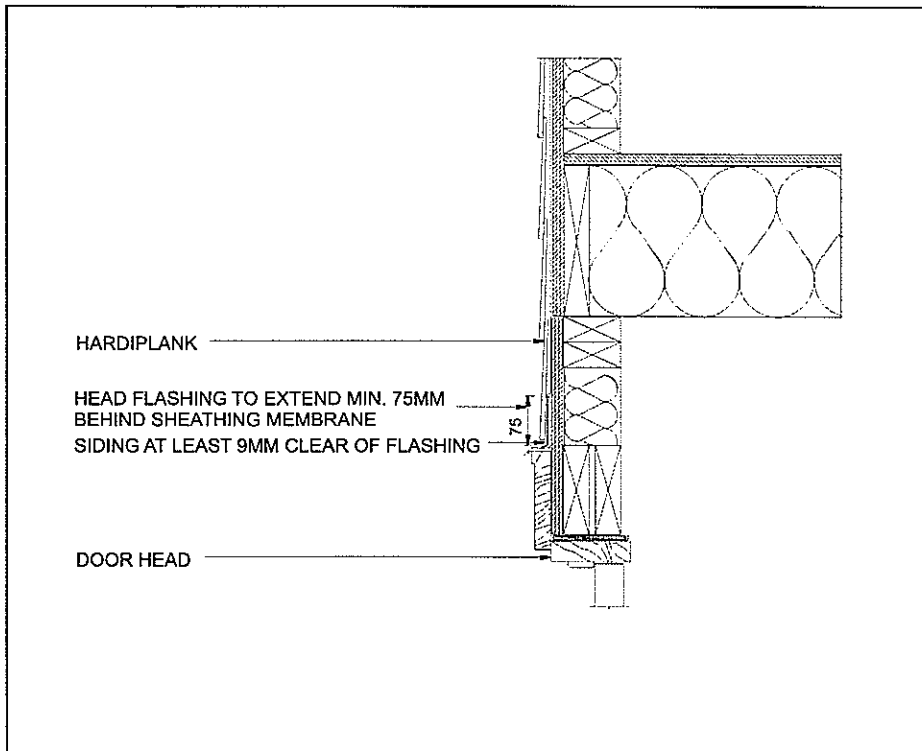 HARDIPLANK
HEAD FLASHING TO EXTEND MIN. 75MM
BEHIND SHEATHING MEMBRANE
75
SIDING AT LEAST 9MM CLEAR OF FLASHING
DOOR HEAD